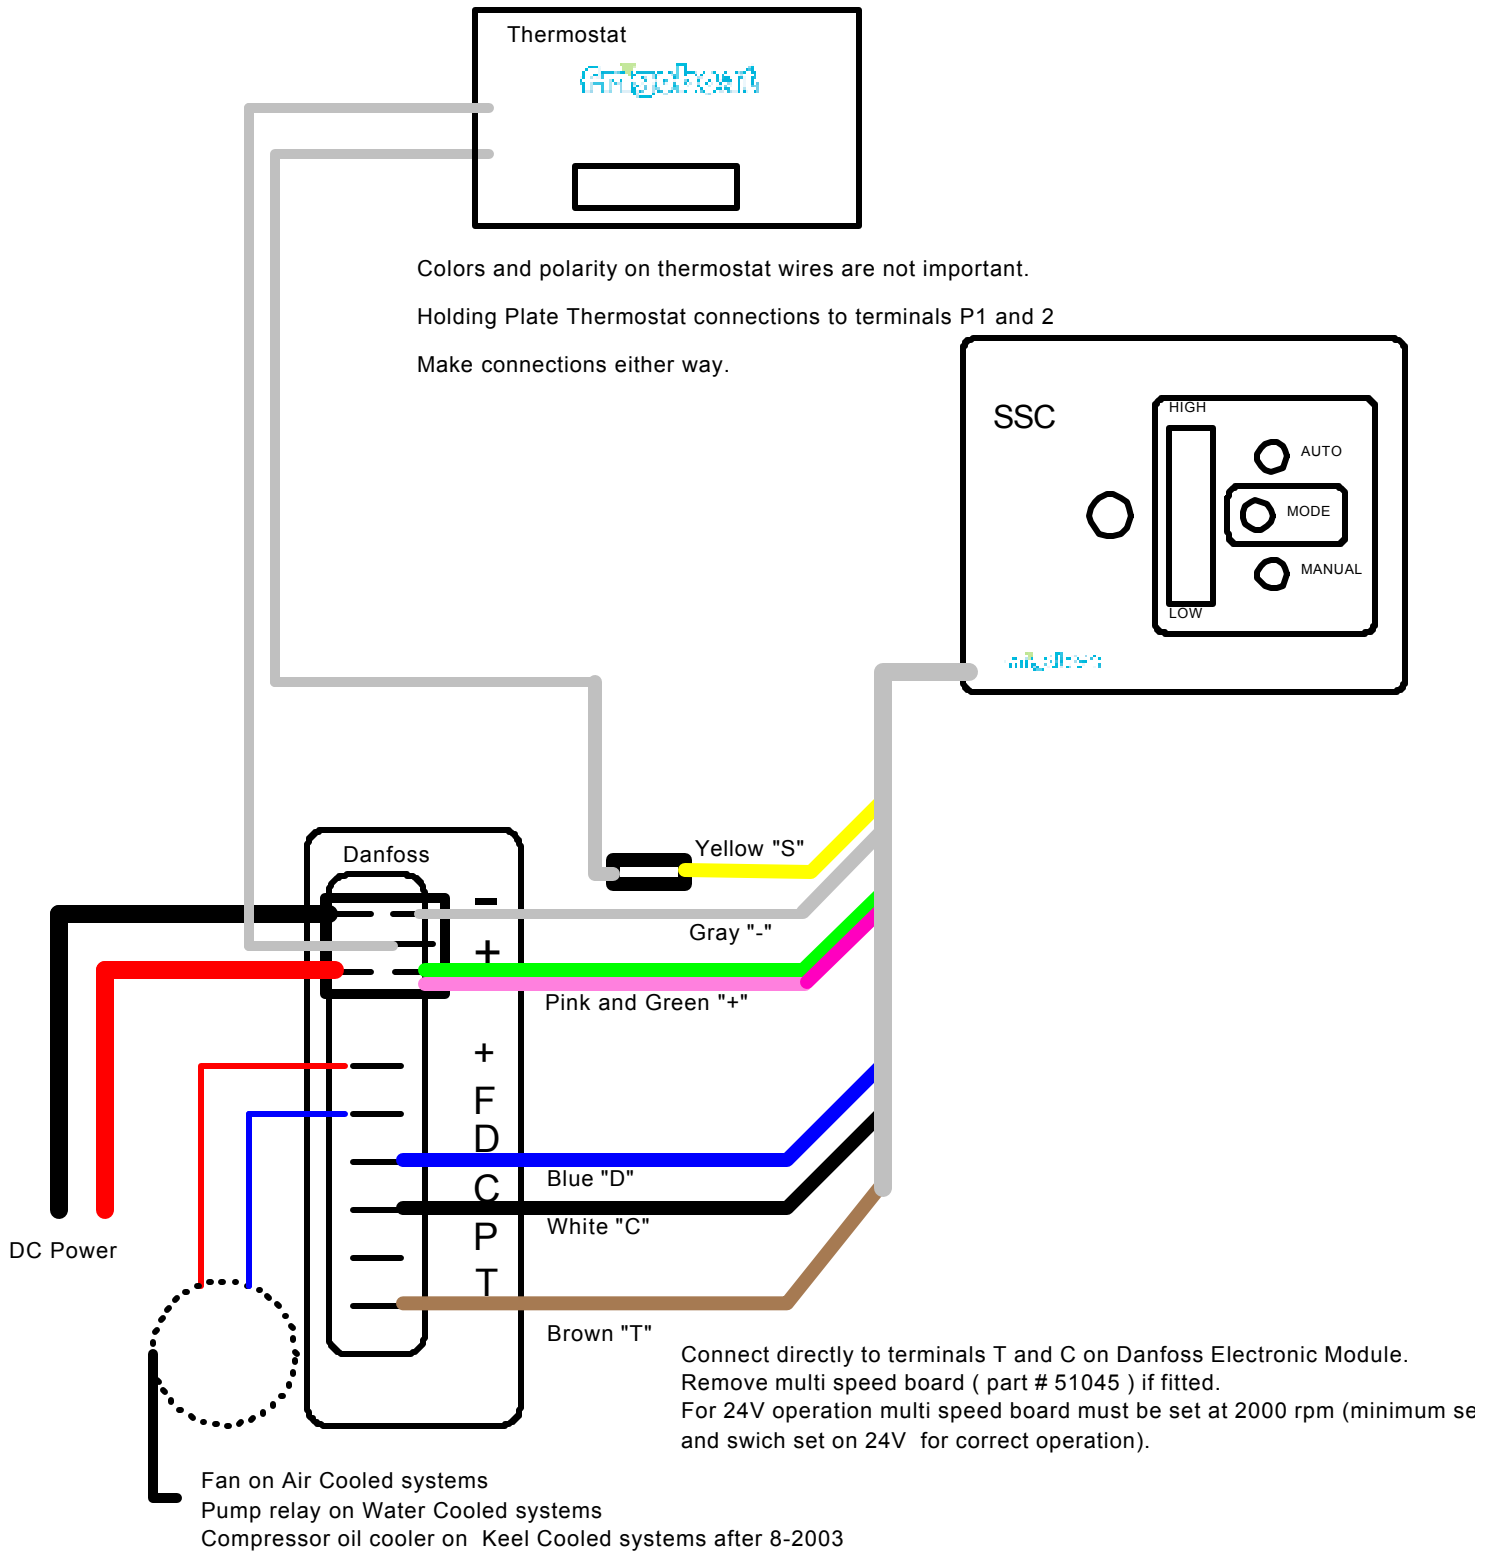 Thermostat
frigoboat
Colors and polarity on thermostat wires are not important.
Holding Plate Thermostat connections to terminals P1 and 2
Make connections either way.
SSC
HIGH
AUTO
MODE
MANUAL
LOW
Danfoss
Yellow "S"
-
Gray "-"
+
Pink and Green "+"
+
F
D
Blue "D"
C
White "C"
P
T
Brown "T"
DC Power
Connect directly to terminals T and C on Danfoss Electronic Module.
Remove multi speed board ( part # 51045 ) if fitted.
For 24V operation multi speed board must be set at 2000 rpm (minimum se
and swich set on 24V for correct operation).
Fan on Air Cooled systems
Pump relay on Water Cooled systems
Compressor oil cooler on Keel Cooled systems after 8-2003